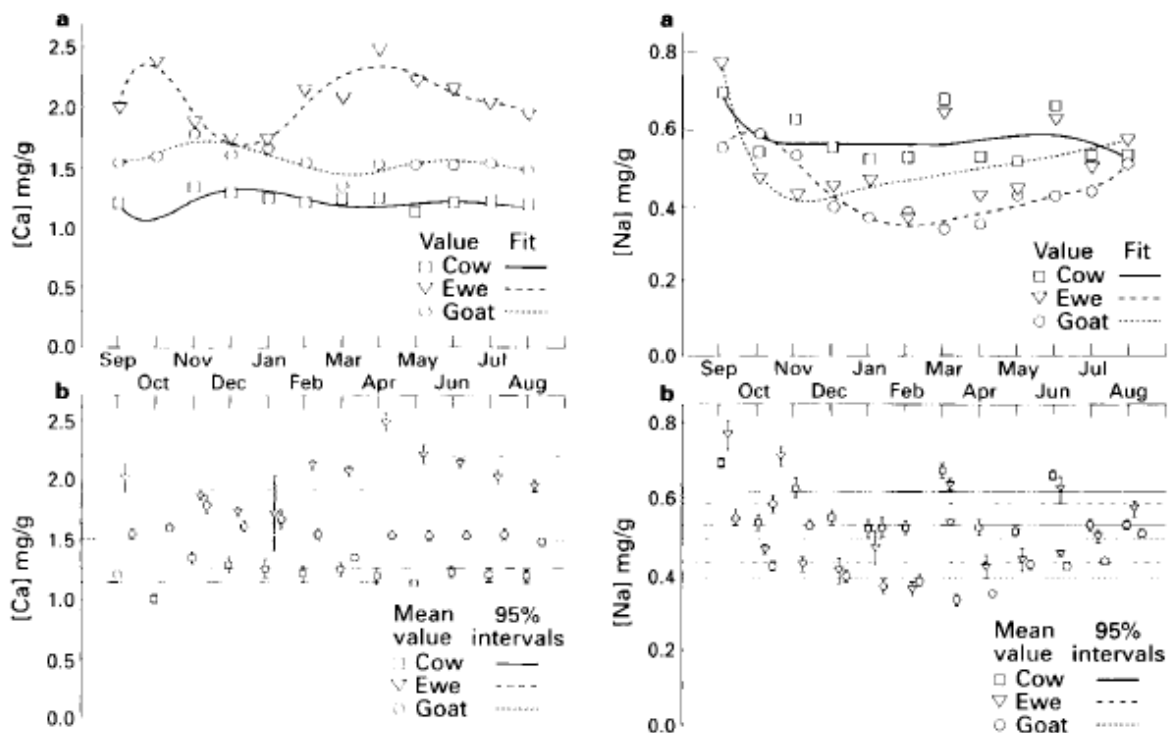 a
[Ca] mg/g
2.5
2.0
1.5
1.0
0.5
0.0
Value Fit
Cow
Ewe
Goat
Sep Nov Jan Mar May Jul
Oct Dec Feb Apr Jun Aug
b
[Ca] mg/g
2.5
2.0
1.5
1.0
0.5
0.0
Mean value 95% intervals
Cow
Ewe
Goat
a
[Na] mg/g
0.8
0.6
0.4
0.2
0.0
Value Fit
Cow
Ewe
Goat
Sep Nov Jan Mar May Jul
Oct Dec Feb Apr Jun Aug
b
[Na] mg/g
0.8
0.6
0.4
0.2
0.0
Mean 95%
value intervals
Cow
Ewe
Goat